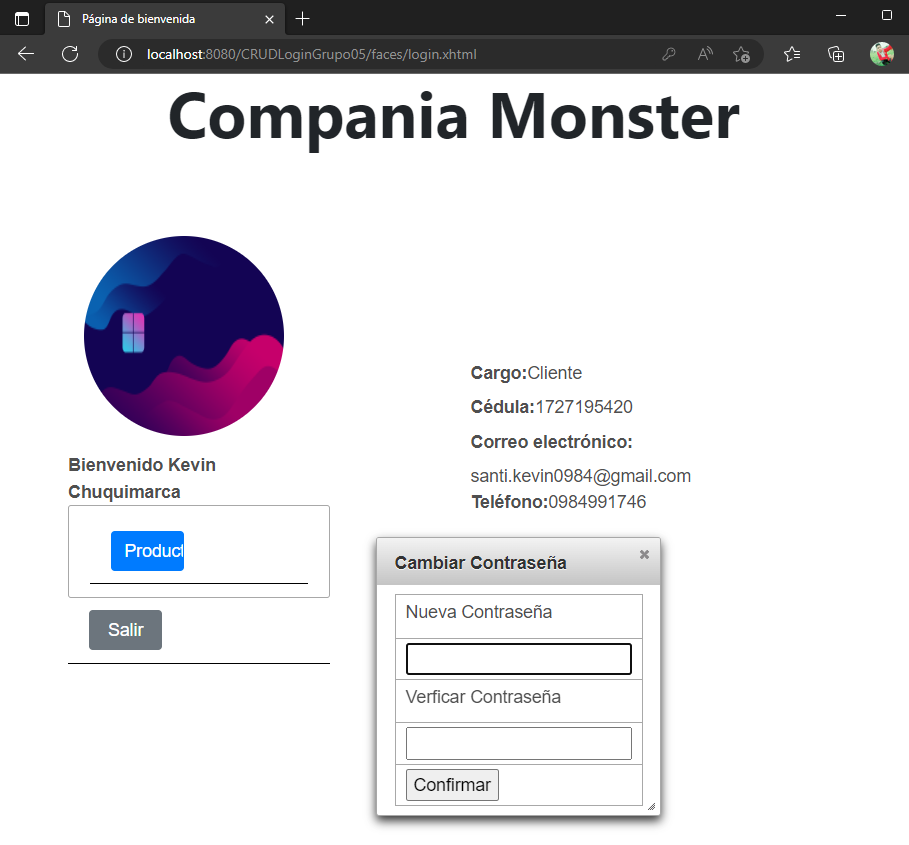 Página de bienvenida
localhost:8080/CRUDLoginGrupo05/faces/login.xhtml
Compania Monster
Bienvenido Kevin
Chuquimarca
Product
Salir
Cargo:Cliente
Cédula:1727195420
Correo electrónico:
santi.kevin0984@gmail.com
Teléfono:0984991746
Cambiar Contraseña
Nueva Contraseña
Verficar Contraseña
Confirmar